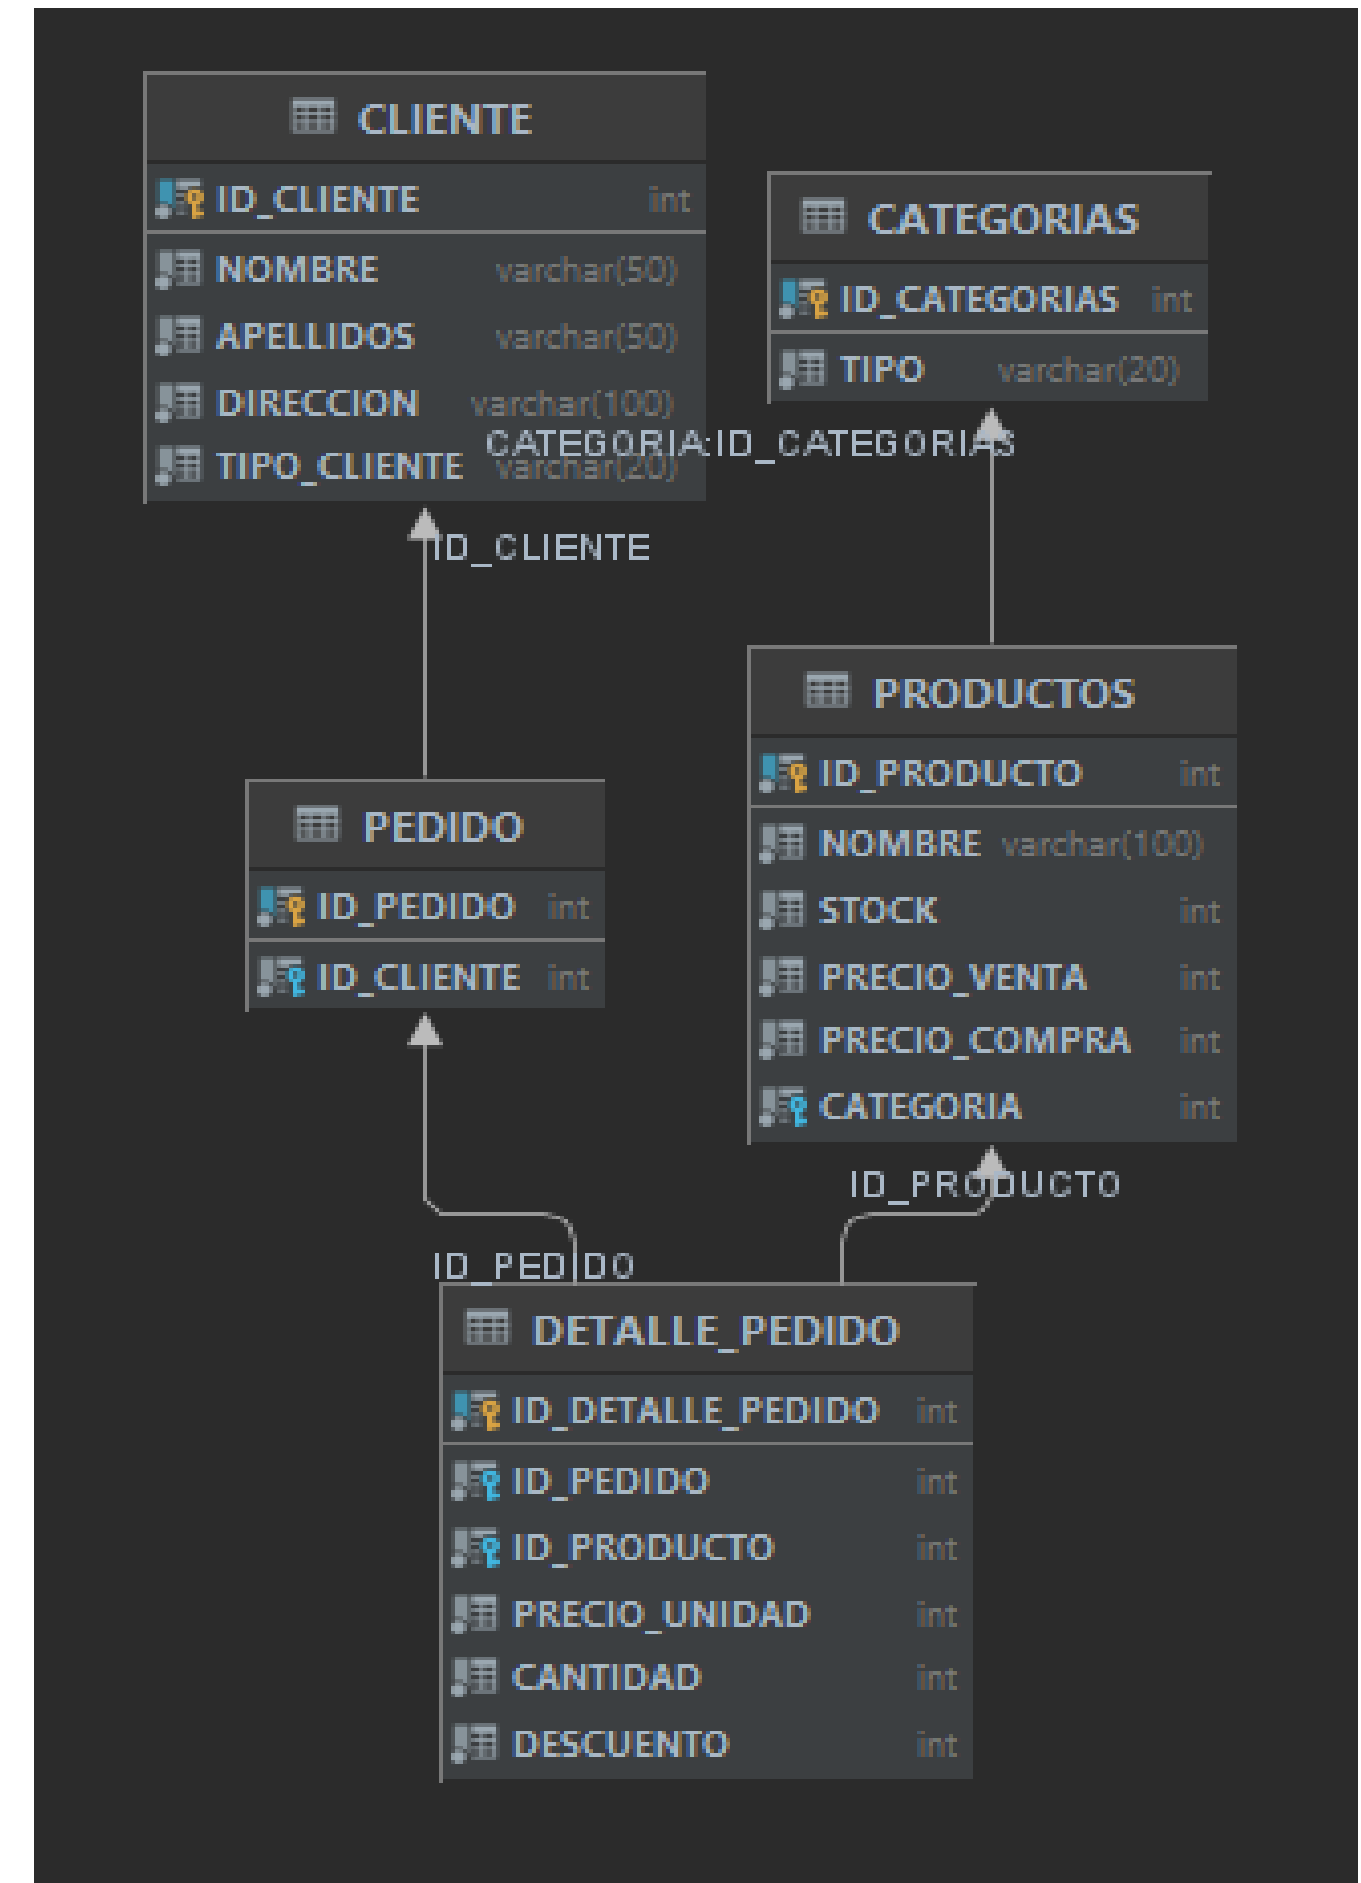 CLIENTE
ID_CLIENTE int
NOMBRE varchar(50)
APELLIDOS varchar(50)
DIRECCION varchar(100)
TIPO_CLIENTE varchar(20)
CATEGORIAS
ID_CATEGORIAS int
TIPO varchar(20)
CATEGORIA:ID_CATEGORIAS
ID_CLIENTE
PEDIDO
ID_PEDIDO int
ID_CLIENTE int
PRODUCTOS
ID_PRODUCTO int
NOMBRE varchar(100)
STOCK int
PRECIO_VENTA int
PRECIO_COMPRA int
CATEGORIA int
ID_PRODUCTO
ID_PEDIDO
DETALLE_PEDIDO
ID_DETALLE_PEDIDO int
ID_PEDIDO int
ID_PRODUCTO int
PRECIO_UNIDAD int
CANTIDAD int
DESCUENTO int